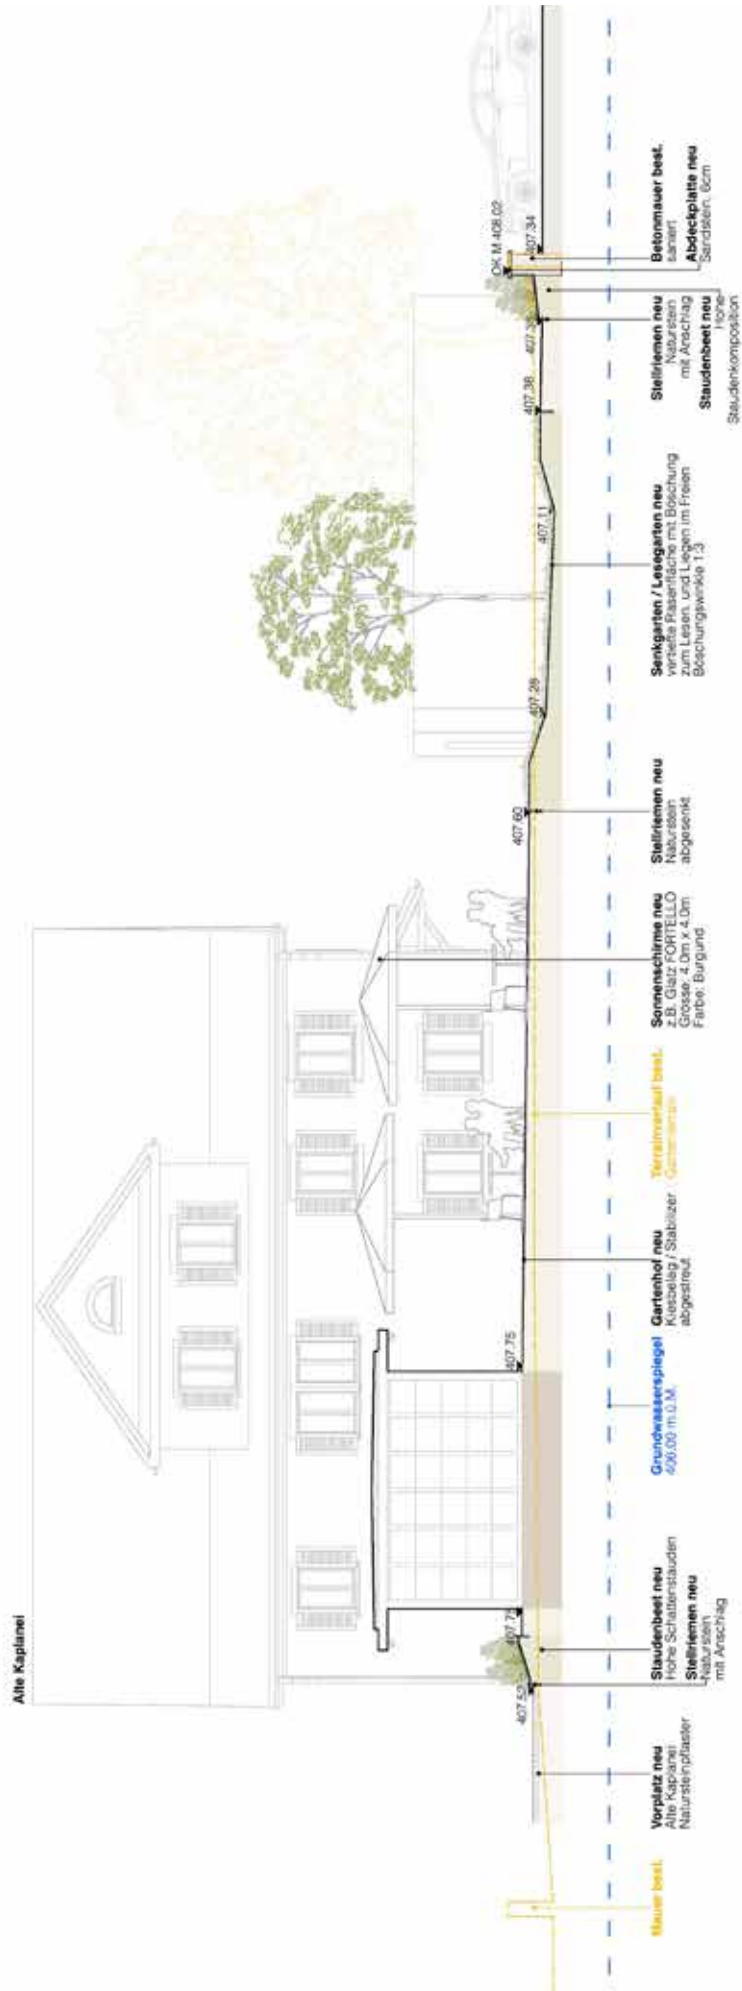 Alte Kaplanei
OK M 408.02
407.34
407.38
407.11
407.28
407.60
407.75
407.52
Mauer best.
Vorplatz neu
Alte Kaplanei
Natursteinpflaster
Staudenbeet neu
Hohe Schattenstauden
Stellriemen neu
Naturstein
mit Anschlag
Grundwasserspiegel
406.00 m.ü.M.
Gartenhof neu
Kiesbelag / Stabilizer
abgestreut
Terrainverlauf best.
Sonnenschirme neu
z.B. Glatz FORTELLO
Grösse: 4.0m x 4.0m
Farbe: Burgund
Stellriemen neu
Naturstein
abgesenkt
Senkgarten / Lesegarten neu
vertiefte Rasenfläche mit Böschung
zum Lesen, und Liegen im Freien
Böschungswinkle 1:3
Stellriemen neu
Naturstein
mit Anschlag
Staudenbeet neu
Hohe
Staudenkomposition
Betonmauer best.
saniert
Abdeckplatte neu
Sandstein, 6cm